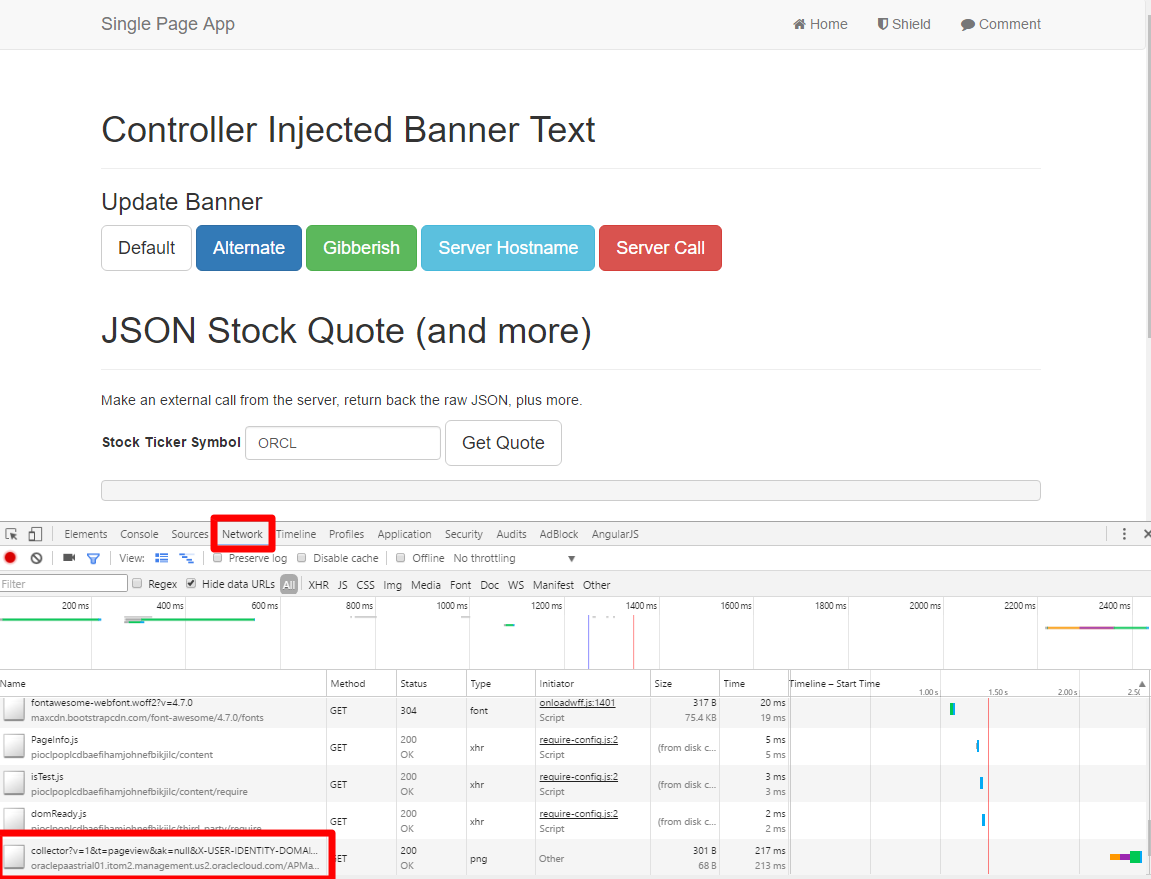 Single Page App Home Shield Comment
Controller Injected Banner Text
Update Banner
Default Alternate Gibberish Server Hostname Server Call
JSON Stock Quote (and more)
Make an external call from the server, return back the raw JSON, plus more.
Stock Ticker Symbol ORCL Get Quote
Elements Console Sources Network Timeline Profiles Application Security Audits AdBlock AngularJS
View: Preserve log Disable cache Offline No throttling
Filter Regex Hide data URLs All XHR JS CSS Img Media Font Doc WS Manifest Other
200 ms 400 ms 600 ms 800 ms 1000 ms 1200 ms 1400 ms 1600 ms 1800 ms 2000 ms 2200 ms 2400 ms
Name Method Status Type Initiator Size Time Timeline – Start Time
1.00 s 1.50 s 2.00 s 2.50
fontawesome-webfont.woff2?v=4.7.0 GET 304 font onloadwff.js:1401 317 B 20 ms
maxcdn.bootstrapcdn.com/font-awesome/4.7.0/fonts Script 75.4 KB 19 ms
PageInfo.js GET 200 xhr require-config.js:2 (from disk c... 5 ms
pioclpoplcdbaefihamjohnefbikjilc/content OK Script 5 ms
isTest.js GET 200 xhr require-config.js:2 (from disk c... 3 ms
pioclpoplcdbaefihamjohnefbikjilc/content/require OK Script 3 ms
domReady.js GET 200 xhr require-config.js:2 (from disk c... 2 ms
pioclpoplcdbaefihamjohnefbikjilc/third_party/require OK Script 2 ms
collector?v=1&t=pageview&ak=null&X-USER-IDENTITY-DOMAI... GET 200 png Other 301 B 217 ms
oraclepaastrial01.itom2.management.us2.oraclecloud.com/APMa... OK 68 B 213 ms